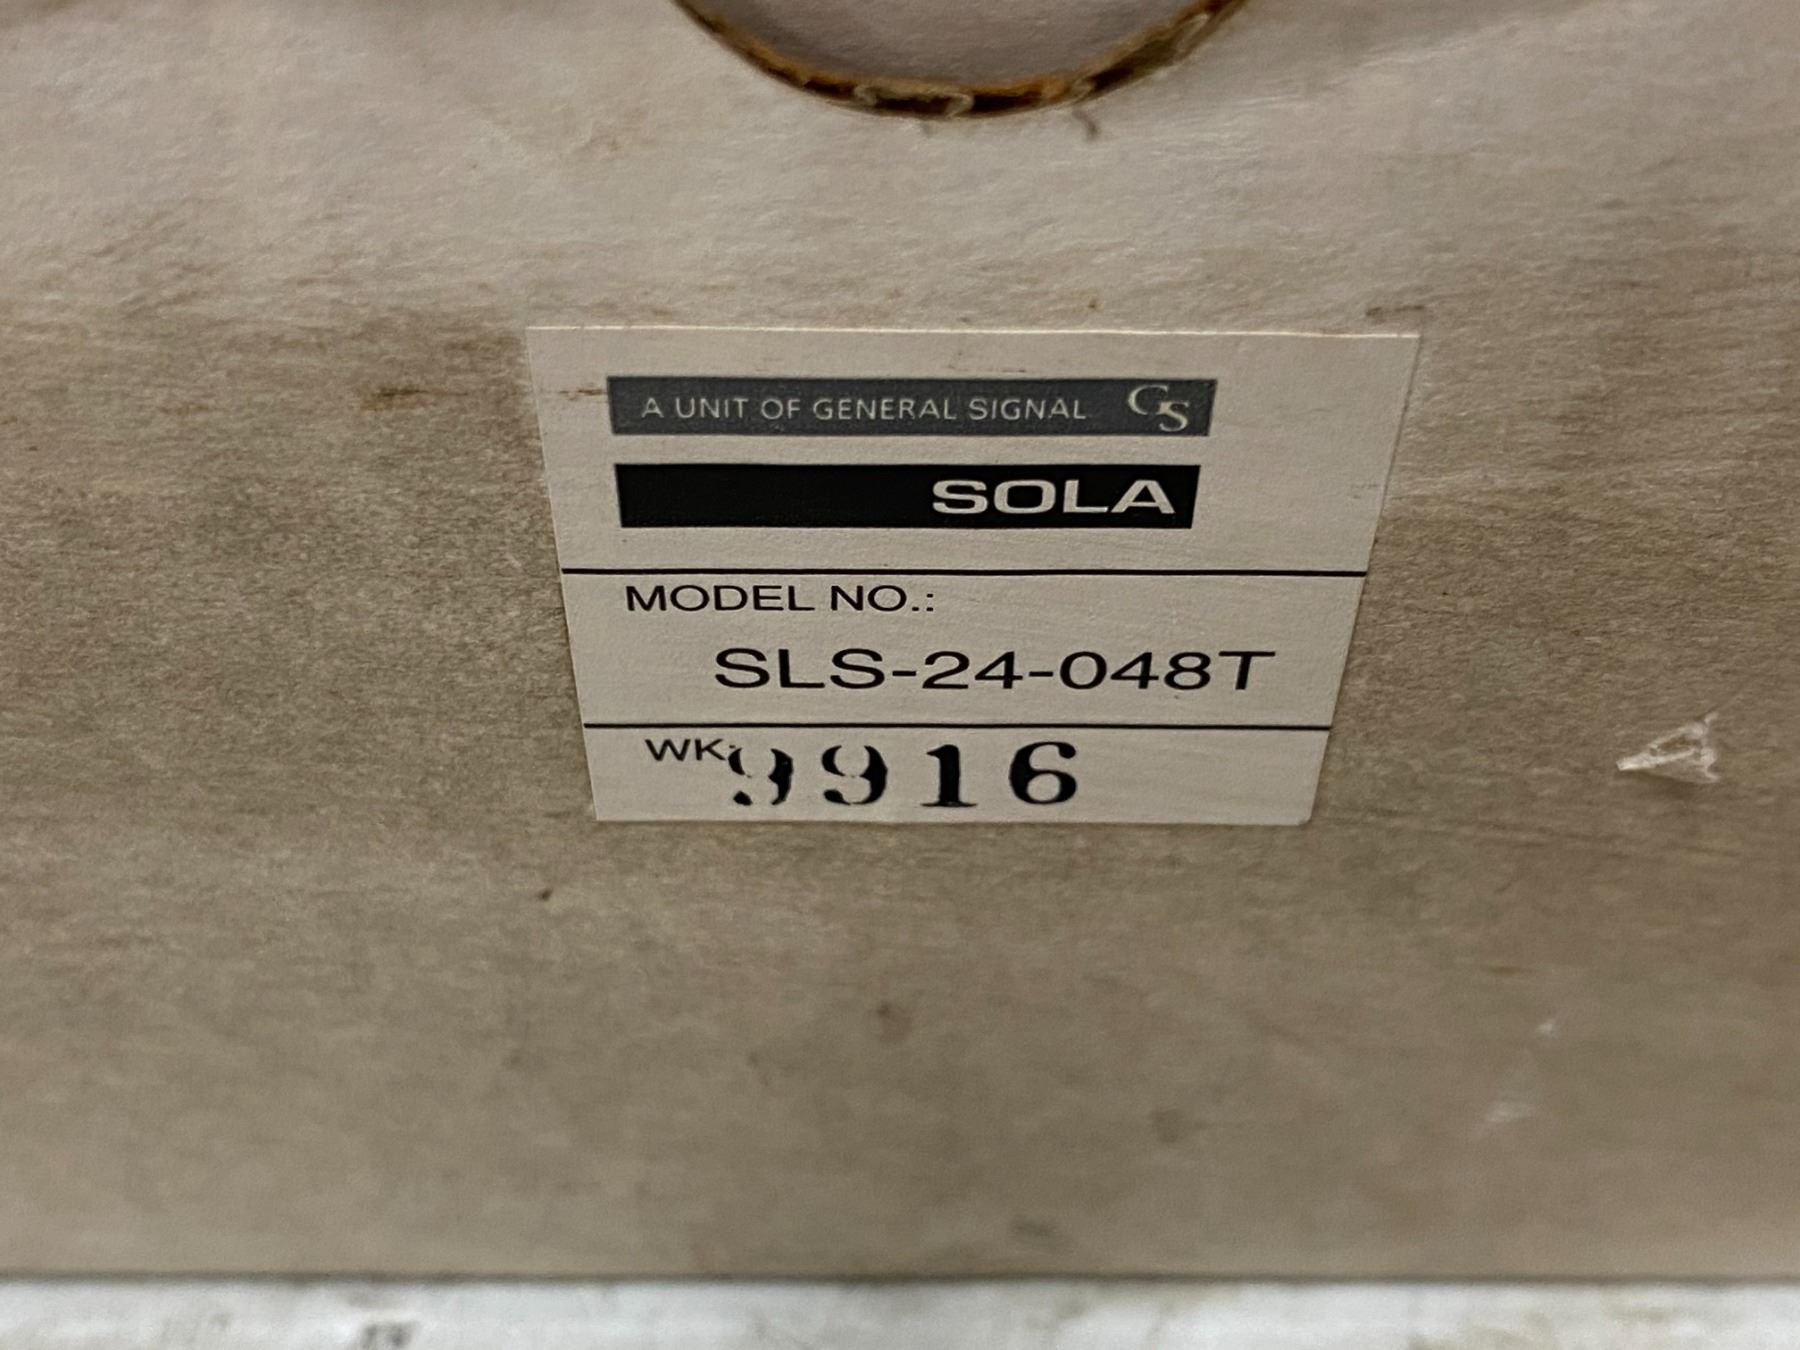 A UNIT OF GENERAL SIGNAL GS
SOLA
MODEL NO.:
SLS-24-048T
WK: 9916